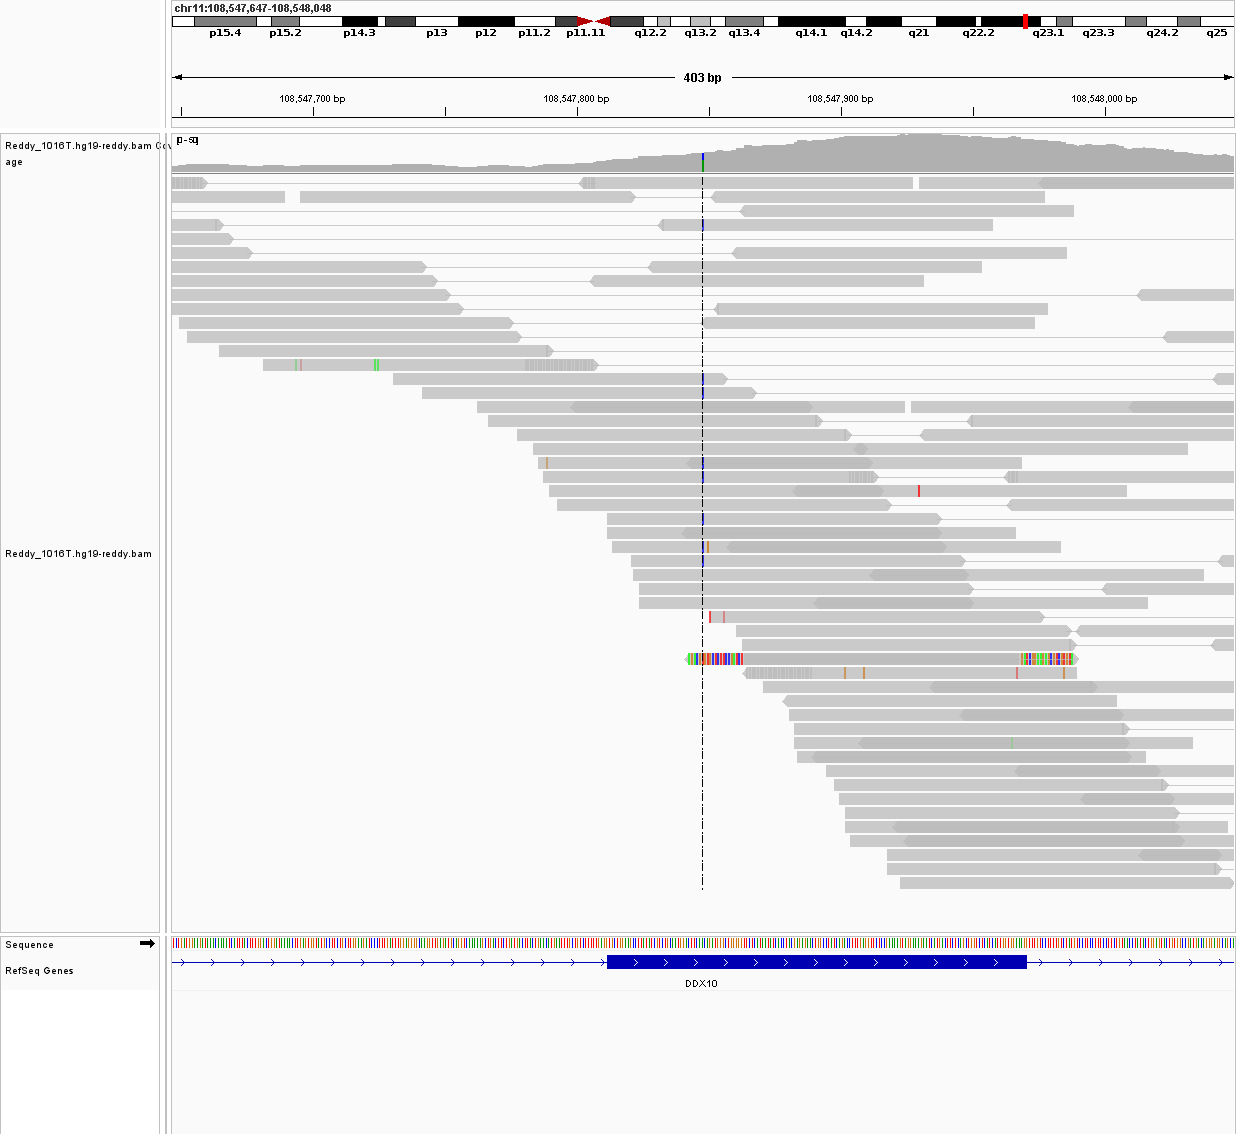 chr11:108,547,647-108,548,048
p15.4 p15.2 p14.3 p13 p12 p11.2 p11.11 q12.2 q13.2 q13.4 q14.1 q14.2 q21 q22.2 q23.1 q23.3 q24.2 q25
403 bp
108,547,700 bp 108,547,800 bp 108,547,900 bp 108,548,000 bp
Reddy_1016T.hg19-reddy.bam Cov
age
Reddy_1016T.hg19-reddy.bam
Sequence
RefSeq Genes
DDX10